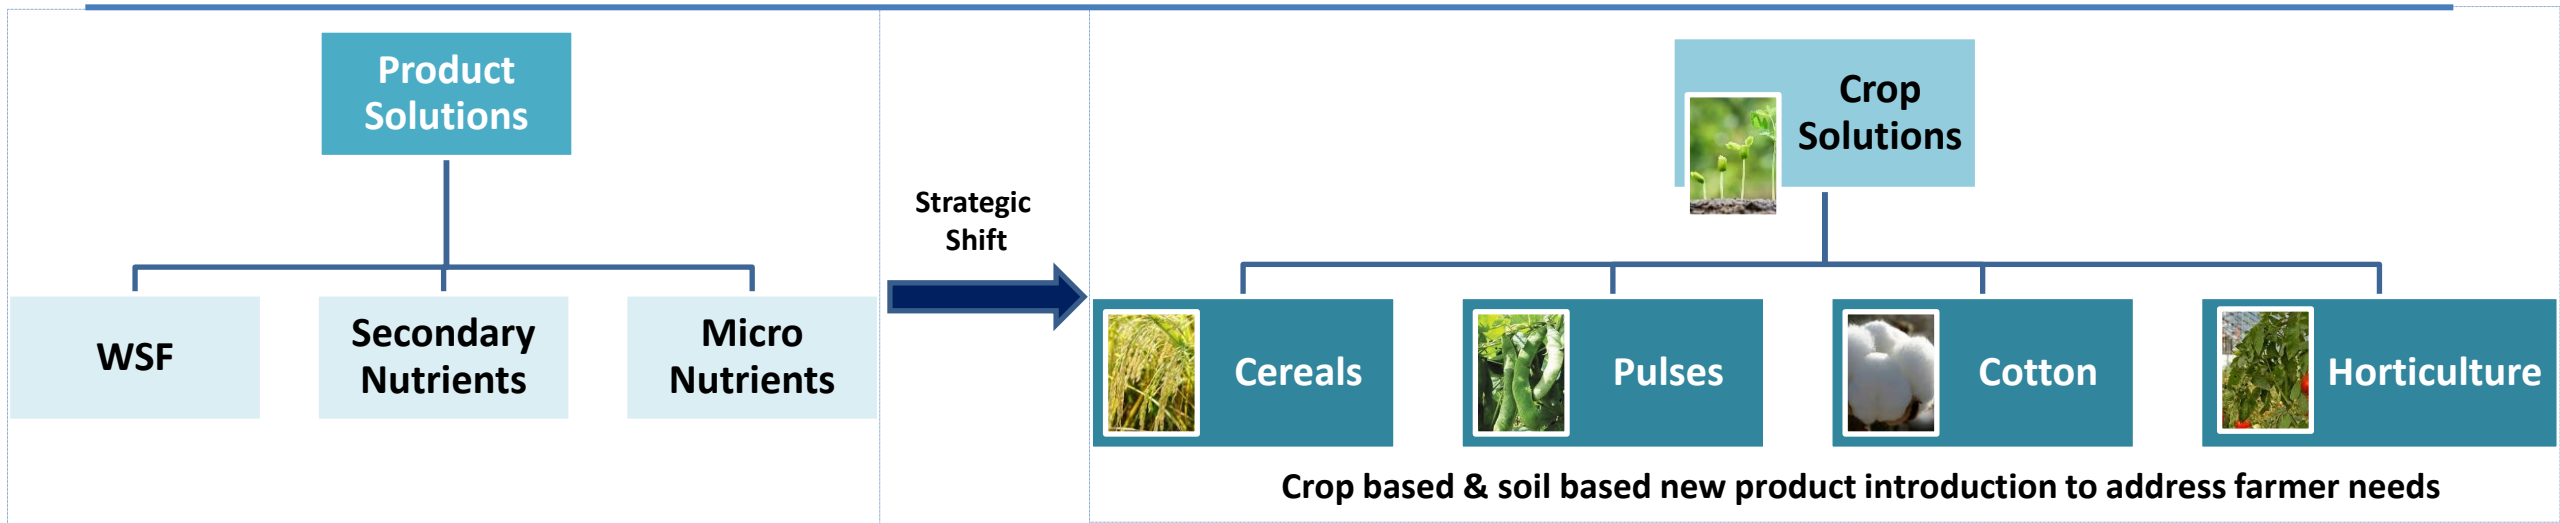 Product
Solutions
WSF
Secondary
Nutrients
Micro
Nutrients
Strategic
Shift
Crop
Solutions
Cereals
Pulses
Cotton
Horticulture
Crop based & soil based new product introduction to address farmer needs